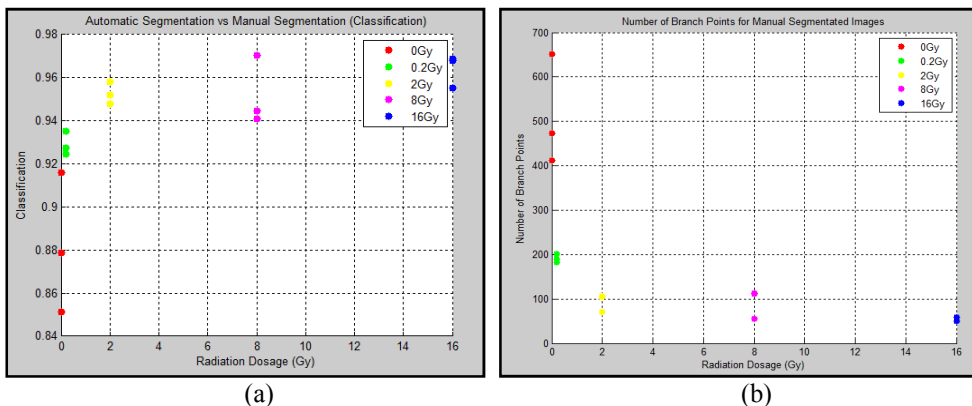 Automatic Segmentation vs Manual Segmentation (Classification)
0.98
0.96
0.94
0.92
0.9
0.88
0.86
0.84
Classification
0Gy
0.2Gy
2Gy
8Gy
16Gy
0 2 4 6 8 10 12 14 16
Radiation Dosage (Gy)
(a)
Number of Branch Points for Manual Segmentated Images
700
600
500
400
300
200
100
0
Number of Branch Points
0Gy
0.2Gy
2Gy
8Gy
16Gy
0 2 4 6 8 10 12 14 16
Radiation Dosage (Gy)
(b)